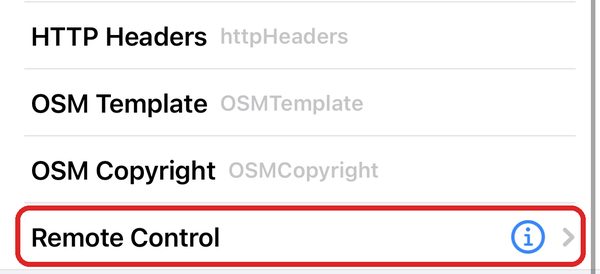 HTTP Headers httpHeaders
OSM Template OSMTemplate
OSM Copyright OSMCopyright
Remote Control